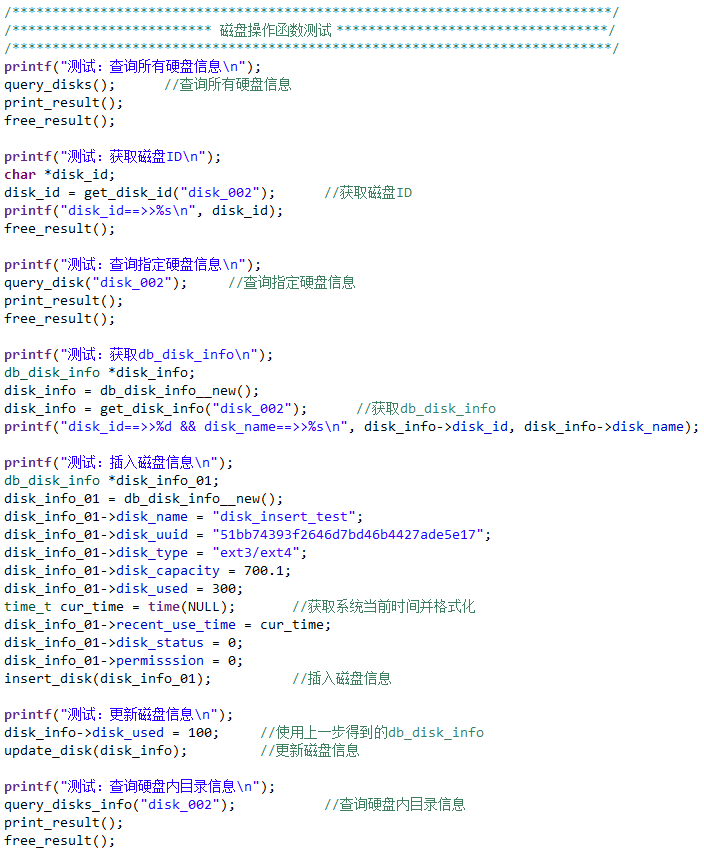 /**************************************************************************/
/************************* 磁盘操作函数测试 **********************************/
/**************************************************************************/
printf("测试：查询所有硬盘信息\n");
query_disks();      //查询所有硬盘信息
print_result();
free_result();
printf("测试：获取磁盘ID\n");
char *disk_id;
disk_id = get_disk_id("disk_002");      //获取磁盘ID
printf("disk_id==>>%s\n", disk_id);
free_result();
printf("测试：查询指定硬盘信息\n");
query_disk("disk_002");     //查询指定硬盘信息
print_result();
free_result();
printf("测试：获取db_disk_info\n");
db_disk_info *disk_info;
disk_info = db_disk_info__new();
disk_info = get_disk_info("disk_002");      //获取db_disk_info
printf("disk_id==>>%d && disk_name==>>%s\n", disk_info->disk_id, disk_info->disk_name);
printf("测试：插入磁盘信息\n");
db_disk_info *disk_info_01;
disk_info_01 = db_disk_info__new();
disk_info_01->disk_name = "disk_insert_test";
disk_info_01->disk_uuid = "51bb74393f2646d7bd46b4427ade5e17";
disk_info_01->disk_type = "ext3/ext4";
disk_info_01->disk_capacity = 700.1;
disk_info_01->disk_used = 300;
time_t cur_time = time(NULL);       //获取系统当前时间并格式化
disk_info_01->recent_use_time = cur_time;
disk_info_01->disk_status = 0;
disk_info_01->permisssion = 0;
insert_disk(disk_info_01);          //插入磁盘信息
printf("测试：更新磁盘信息\n");
disk_info->disk_used = 100;     //使用上一步得到的db_disk_info
update_disk(disk_info);         //更新磁盘信息
printf("测试：查询硬盘内目录信息\n");
query_disks_info("disk_002");           //查询硬盘内目录信息
print_result();
free_result();